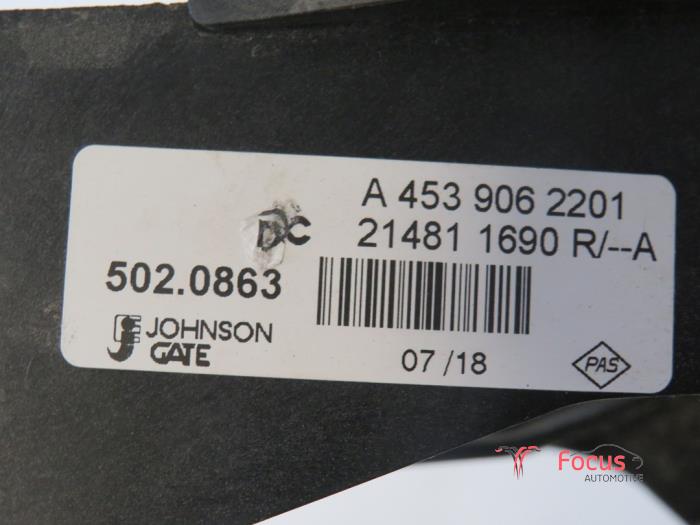 A 453 906 2201
DC 21481 1690 R/--A
502.0863
JOHNSON
GATE
07 /18
PAS
Focus
AUTOMOTIVE